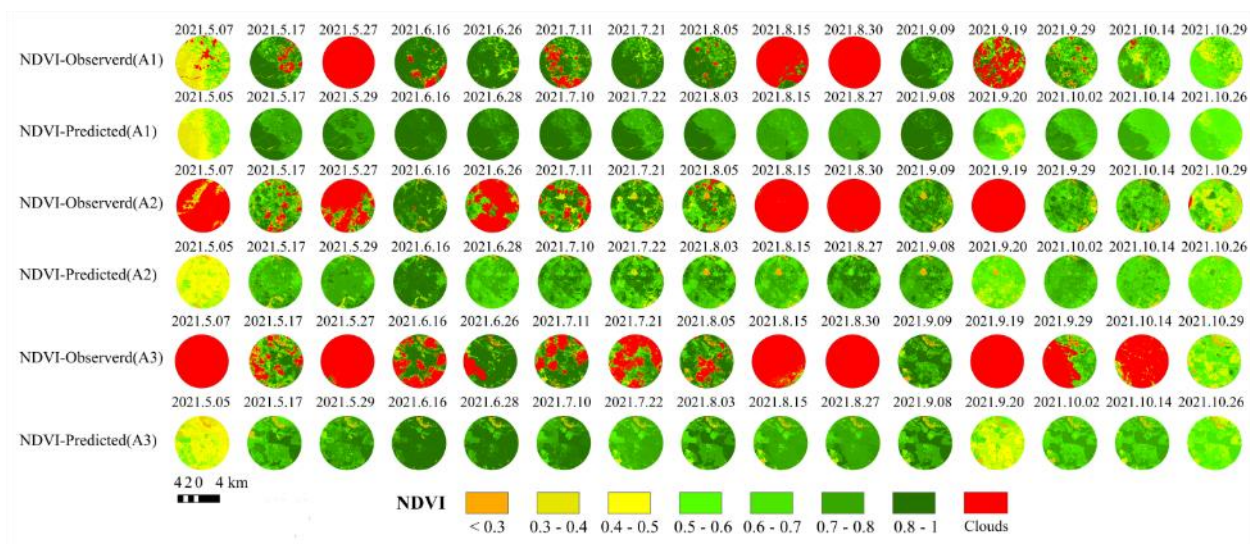 2021.5.07 2021.5.17 2021.5.27 2021.6.16 2021.6.26 2021.7.11 2021.7.21 2021.8.05 2021.8.15 2021.8.30 2021.9.09 2021.9.19 2021.9.29 2021.10.14 2021.10.29
NDVI-Observerd(A1)
2021.5.05 2021.5.17 2021.5.29 2021.6.16 2021.6.28 2021.7.10 2021.7.22 2021.8.03 2021.8.15 2021.8.27 2021.9.08 2021.9.20 2021.10.02 2021.10.14 2021.10.26
NDVI-Predicted(A1)
2021.5.07 2021.5.17 2021.5.27 2021.6.16 2021.6.26 2021.7.11 2021.7.21 2021.8.05 2021.8.15 2021.8.30 2021.9.09 2021.9.19 2021.9.29 2021.10.14 2021.10.29
NDVI-Observerd(A2)
2021.5.05 2021.5.17 2021.5.29 2021.6.16 2021.6.28 2021.7.10 2021.7.22 2021.8.03 2021.8.15 2021.8.27 2021.9.08 2021.9.20 2021.10.02 2021.10.14 2021.10.26
NDVI-Predicted(A2)
2021.5.07 2021.5.17 2021.5.27 2021.6.16 2021.6.26 2021.7.11 2021.7.21 2021.8.05 2021.8.15 2021.8.30 2021.9.09 2021.9.19 2021.9.29 2021.10.14 2021.10.29
NDVI-Observerd(A3)
2021.5.05 2021.5.17 2021.5.29 2021.6.16 2021.6.28 2021.7.10 2021.7.22 2021.8.03 2021.8.15 2021.8.27 2021.9.08 2021.9.20 2021.10.02 2021.10.14 2021.10.26
NDVI-Predicted(A3)
4 2 0 4 km
NDVI
< 0.3 0.3 - 0.4 0.4 - 0.5 0.5 - 0.6 0.6 - 0.7 0.7 - 0.8 0.8 - 1 Clouds